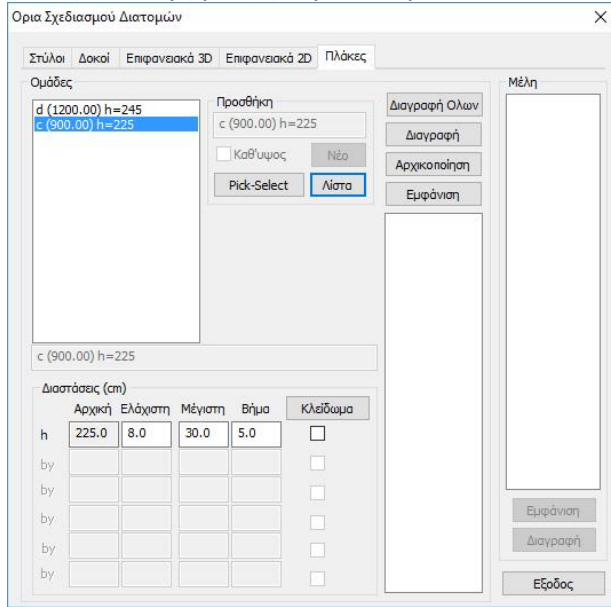 Ορια Σχεδιασμού Διατομών
Στύλοι Δοκοί Επιφανειακά 3D Επιφανειακά 2D Πλάκες
Ομάδες
d (1200.00) h=245
c (900.00) h=225
Προσθήκη
c (900.00) h=225
Καθ'υψος Νέο
Pick-Select Λίστα
Διαγραφή Ολων
Διαγραφή
Αρχικοποίηση
Εμφάνιση
Μέλη
c (900.00) h=225
Διαστάσεις (cm)
Αρχική Ελάχιστη Μέγιστη Βήμα Κλείδωμα
h 225.0 8.0 30.0 5.0
by
by
by
by
by
Εμφάνιση
Διαγραφή
Εξοδος